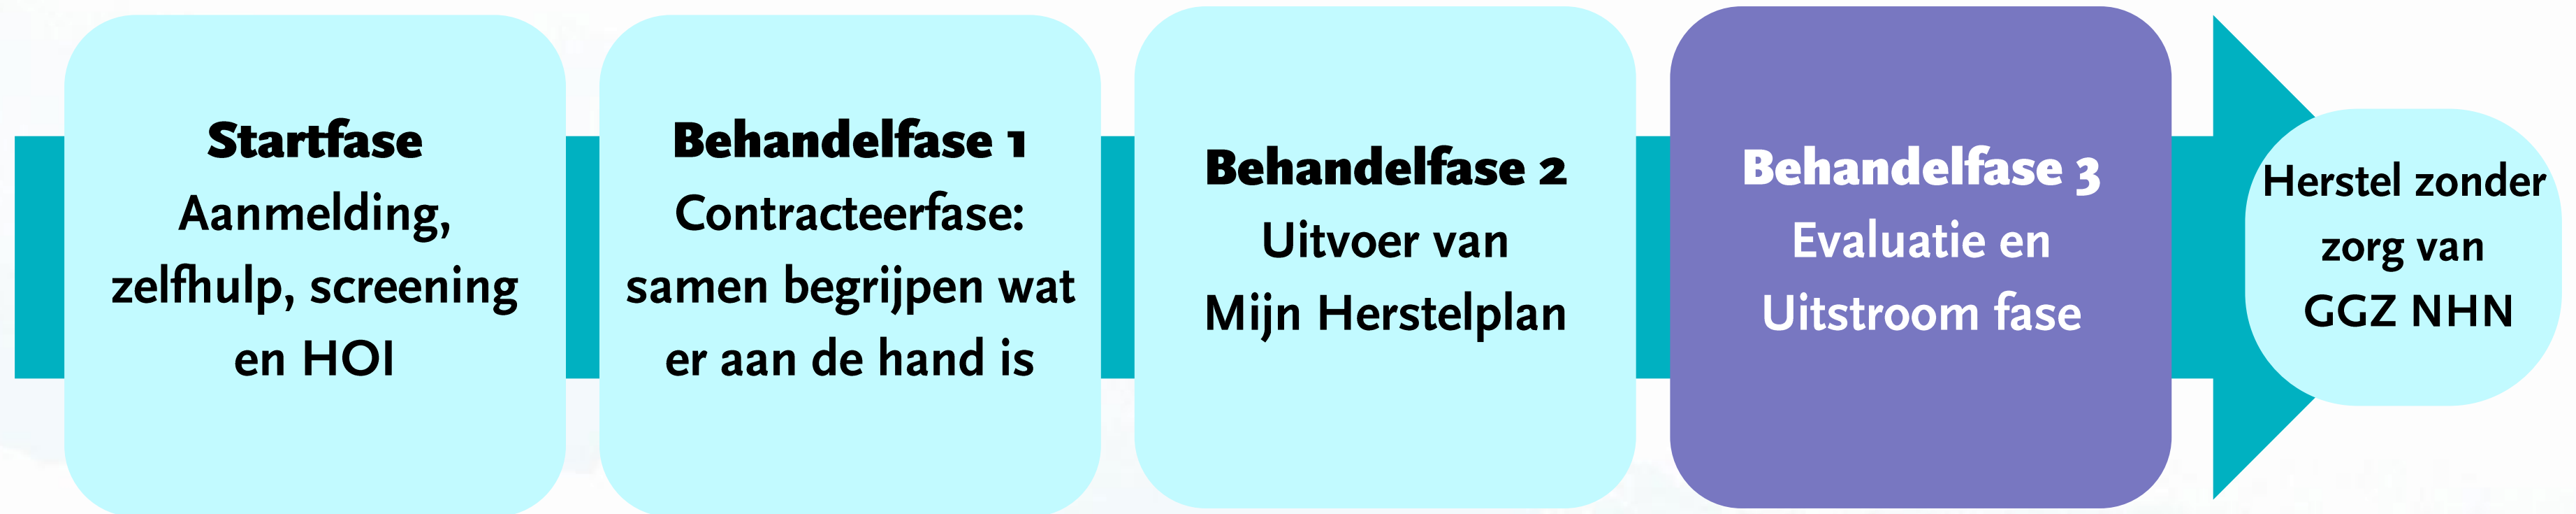 Startfase
Aanmelding,
zelfhulp, screening
en HOI
Behandelfase 1
Contracteerfase:
samen begrijpen wat
er aan de hand is
Behandelfase 2
Uitvoer van
Mijn Herstelplan
Behandelfase 3
Evaluatie en
Uitstroom fase
Herstel zonder
zorg van
GGZ NHN